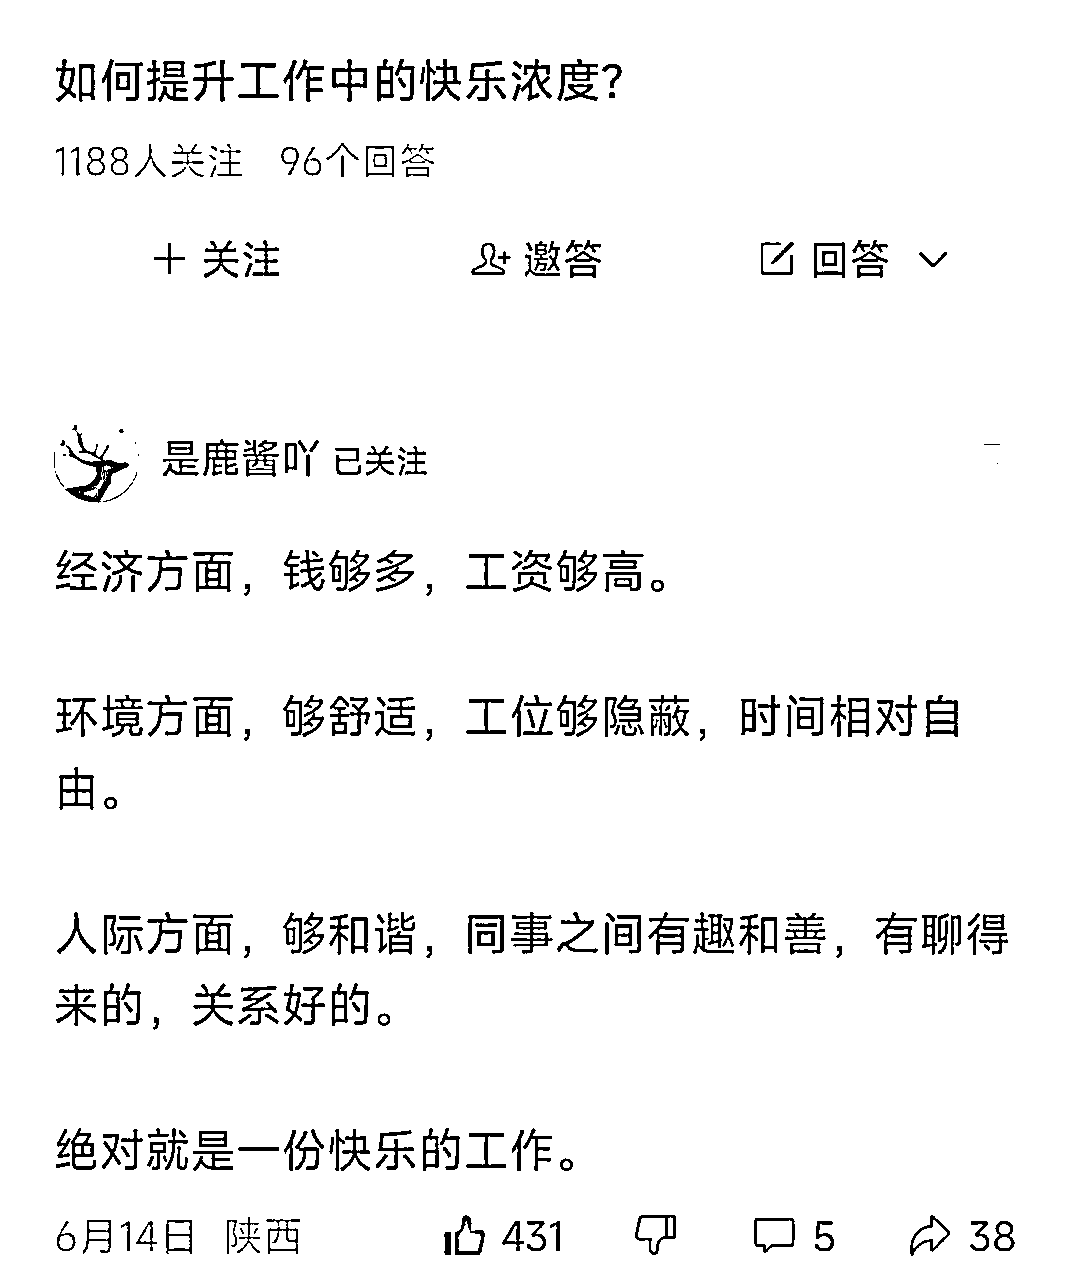 如何提升工作中的快乐浓度?
1188人关注 96个回答
关注 邀答 回答
是鹿酱吖 已关注
经济方面，钱够多，工资够高。
环境方面，够舒适，工位够隐蔽，时间相对自
由。
人际方面，够和谐，同事之间有趣和善，有聊得
来的，关系好的。
绝对就是一份快乐的工作。
6月14日 陕西 431 5 38